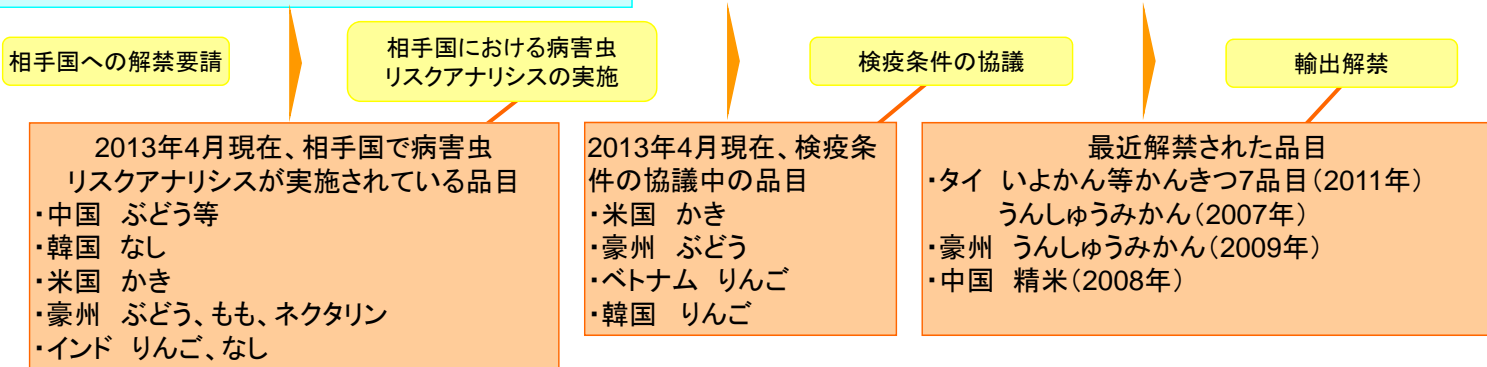 相手国への解禁要請
相手国における病害虫
リスクアナリシスの実施
検疫条件の協議
輸出解禁
2013年4月現在、相手国で病害虫
リスクアナリシスが実施されている品目
・中国　ぶどう等
・韓国　なし
・米国　かき
・豪州　ぶどう、もも、ネクタリン
・インド　りんご、なし
2013年4月現在、検疫条
件の協議中の品目
・米国　かき
・豪州　ぶどう
・ベトナム　りんご
・韓国　りんご
最近解禁された品目
・タイ　いよかん等かんきつ7品目（2011年）
うんしゅうみかん（2007年）
・豪州　うんしゅうみかん（2009年）
・中国　精米（2008年）